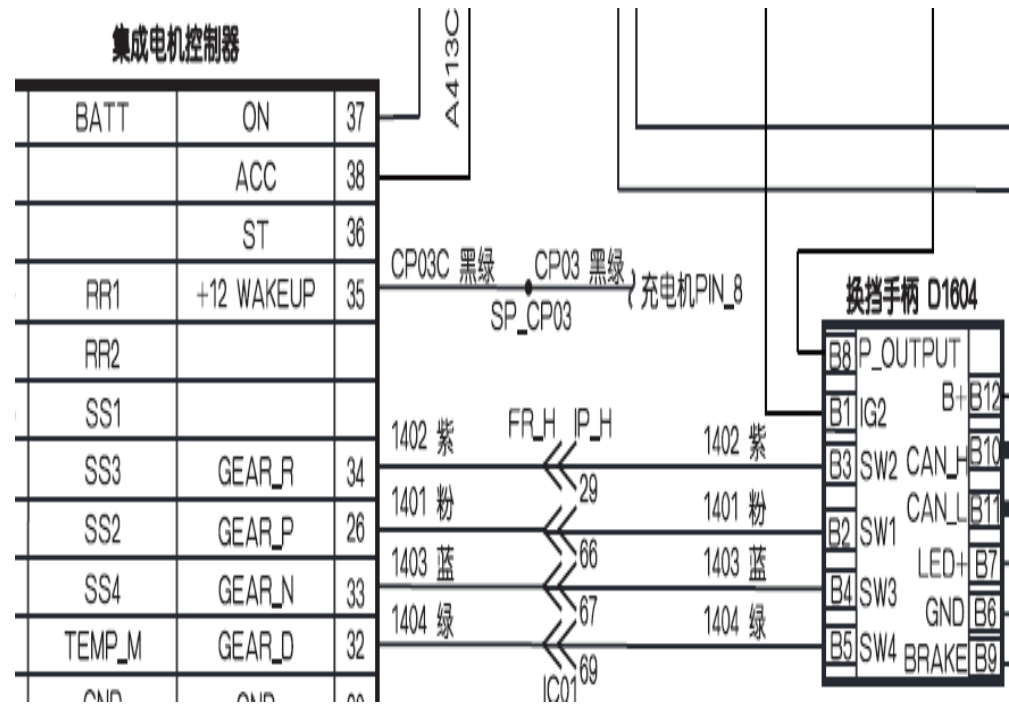 集成电机控制器
A413C
BATT ON 37
ACC 38
ST 36
RR1 +12 WAKEUP 35
RR2
SS1
SS3 GEAR_R 34
SS2 GEAR_P 26
SS4 GEAR_N 33
TEMP_M GEAR_D 32
CP03C 黑绿
CP03 黑绿
SP_CP03
充电机PIN_8
FR_H IP_H
1402 紫
29
1402 紫
1401 粉
66
1401 粉
1403 蓝
67
1403 蓝
1404 绿
69
1404 绿
IC01
换挡手柄 D1604
B8 P_OUTPUT
B+ B12
B1 IG2
B3 SW2 CAN_H B10
CAN_L B11
B2 SW1
LED+ B7
B4 SW3
GND B6
B5 SW4 BRAKE B9